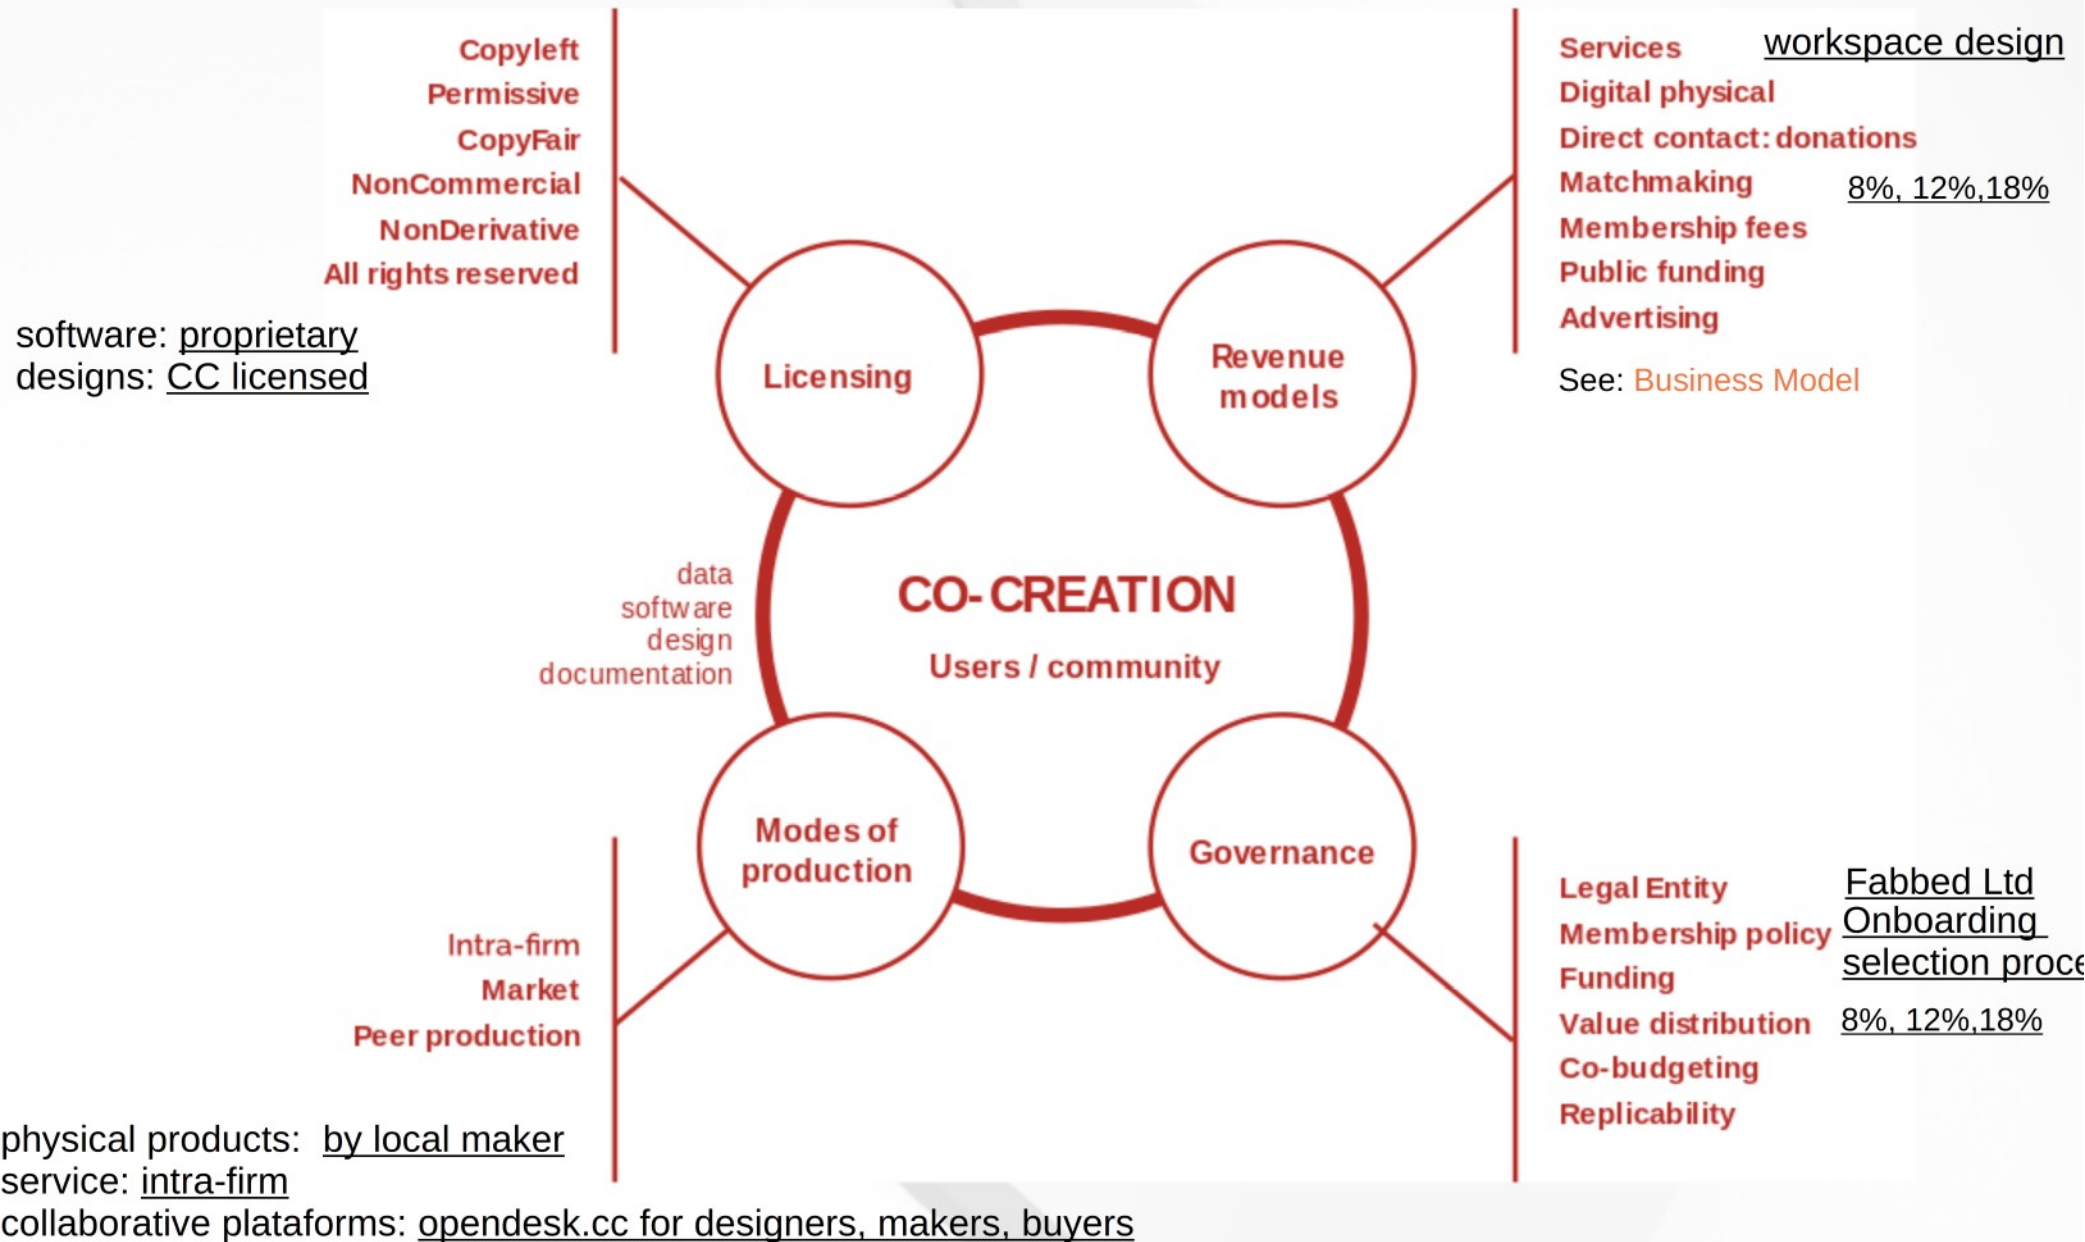 Copyleft
Permissive
CopyFair
NonCommercial
NonDerivative
All rights reserved
software: proprietary
designs: CC licensed
Services workspace design
Digital physical
Direct contact: donations
Matchmaking 8%, 12%,18%
Membership fees
Public funding
Advertising
See: Business Model
Licensing
Revenue
models
data
software
design
documentation
CO-CREATION
Users / community
Modes of
production
Governance
Intra-firm
Market
Peer production
physical products: by local maker
service: intra-firm
collaborative plataforms: opendesk.cc for designers, makers, buyers
Legal Entity Fabbed Ltd
Membership policy Onboarding
selection proce
Funding
Value distribution 8%, 12%,18%
Co-budgeting
Replicability